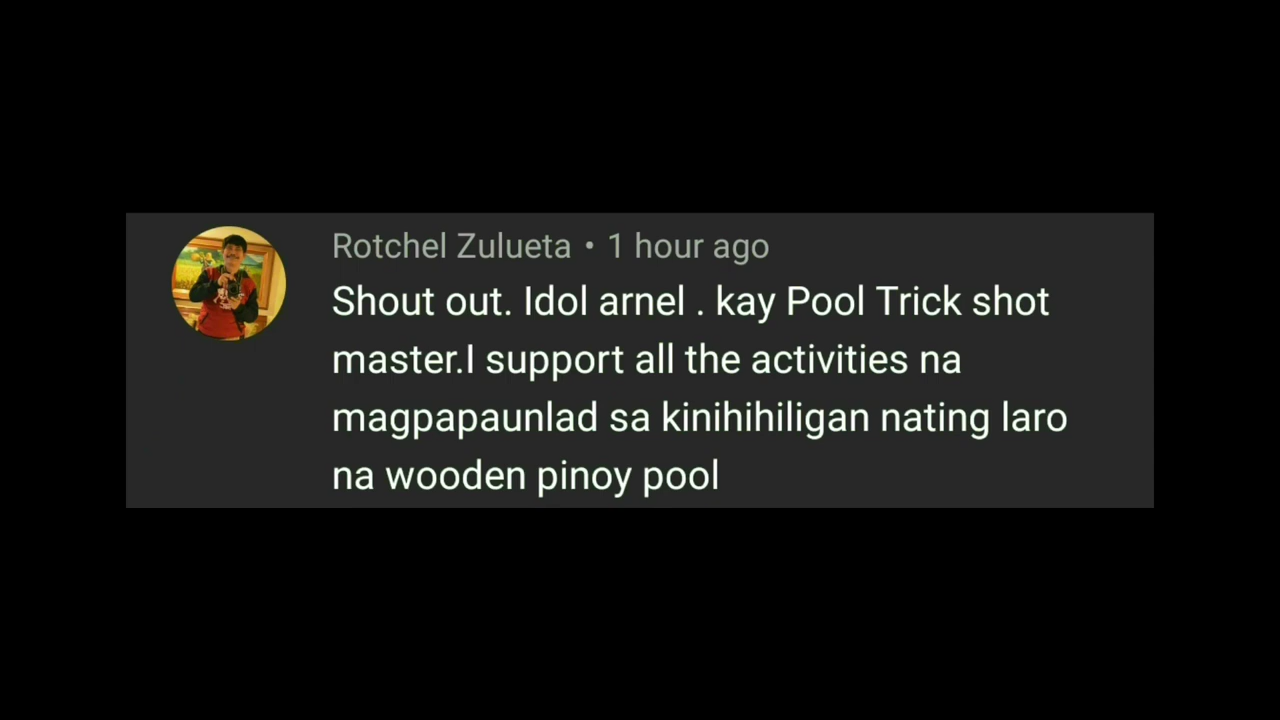 Rotchel Zulueta • 1 hour ago
Shout out. Idol arnel . kay Pool Trick shot
master.I support all the activities na
magpapaunlad sa kinihihiligan nating laro
na wooden pinoy pool